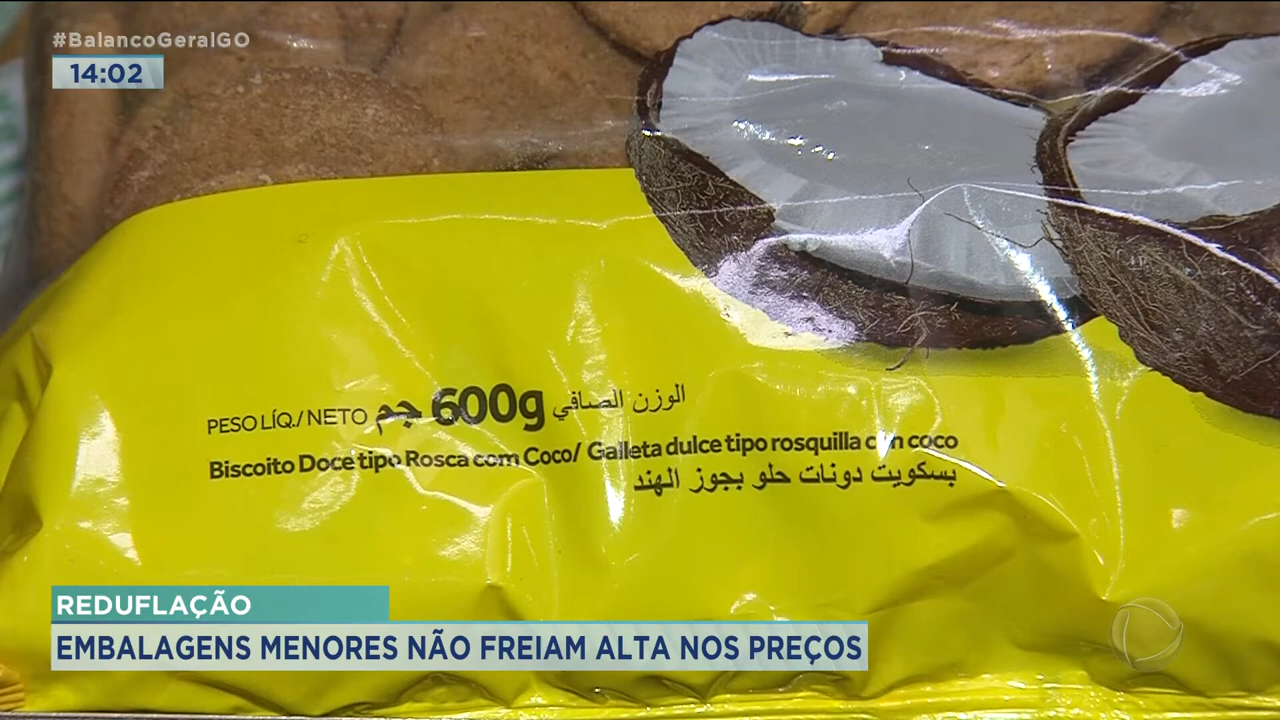 #BalancoGeralGO
14:02
PESO LÍQ./ NETO جم 600g الوزن الصافي
Biscoito Doce tipo Rosca com Coco/ Galleta dulce tipo rosquilla con coco
بسكويت دونات حلو بجوز الهند
REDUFLAÇÃO
EMBALAGENS MENORES NÃO FREIAM ALTA NOS PREÇOS